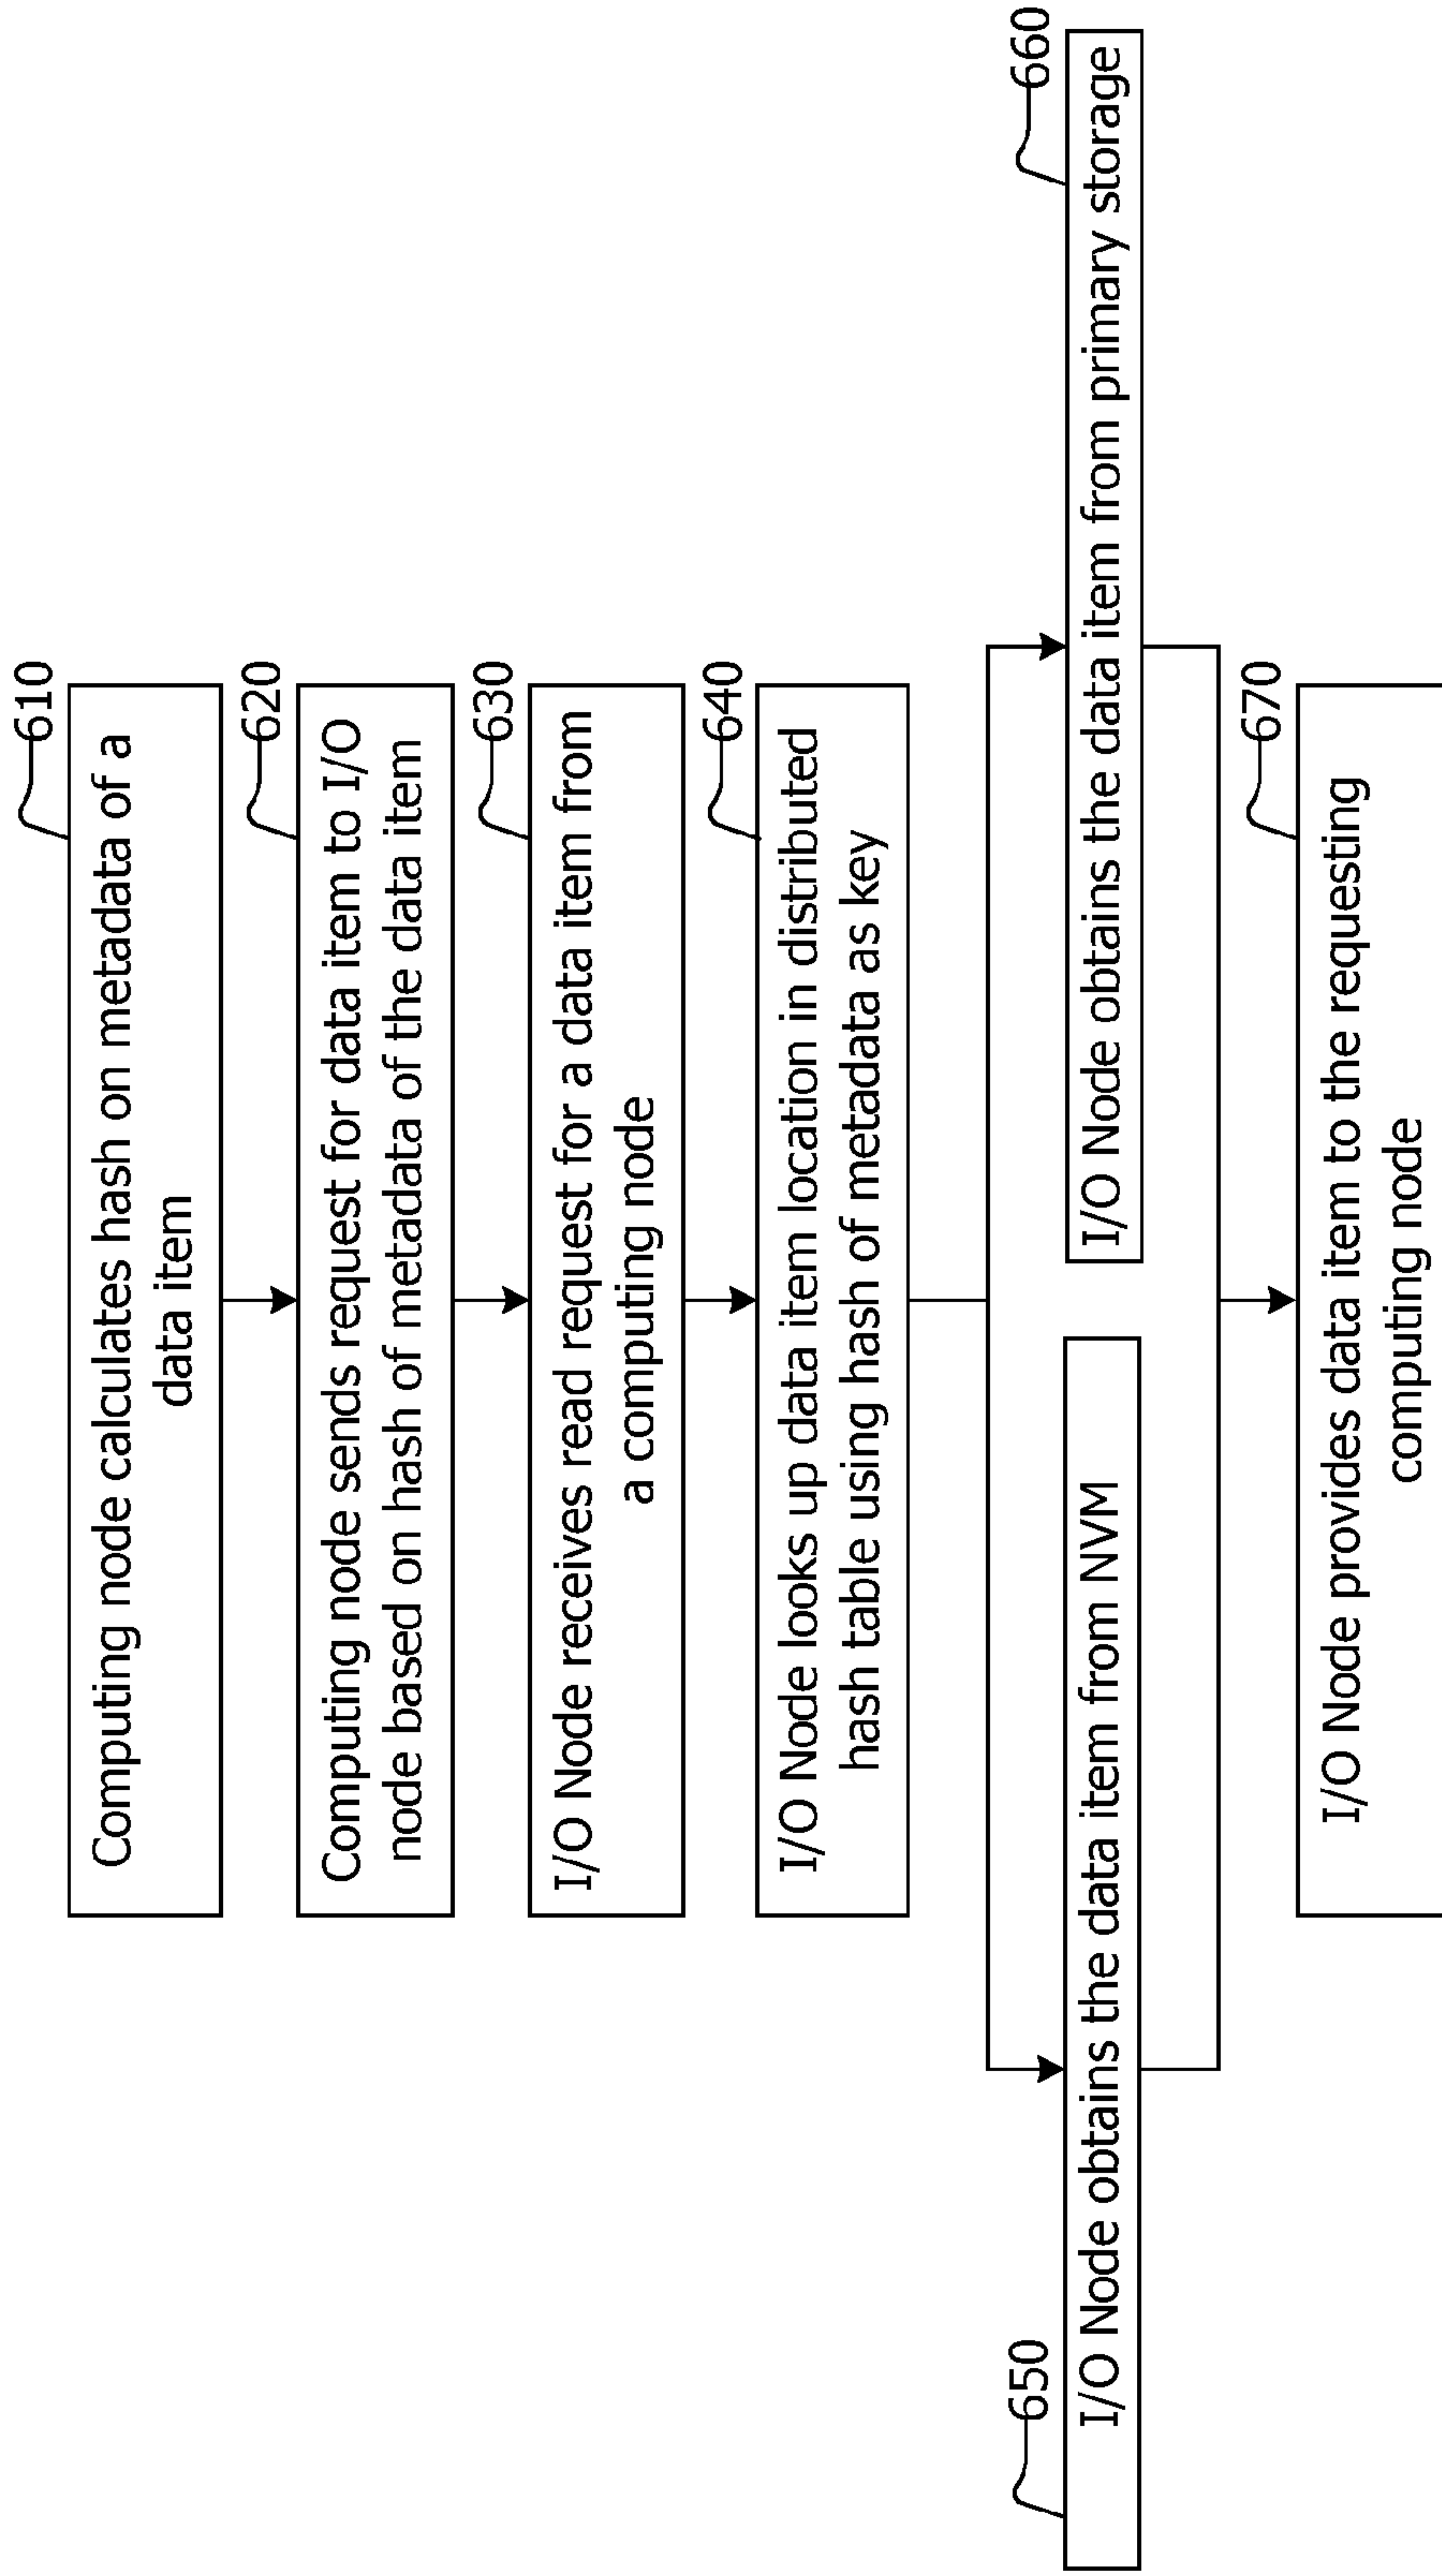 610
Computing node calculates hash on metadata of a
data item
620
Computing node sends request for data item to I/O
node based on hash of metadata of the data item
630
I/O Node receives read request for a data item from
a computing node
640
I/O Node looks up data item location in distributed
hash table using hash of metadata as key
650
I/O Node obtains the data item from NVM
660
I/O Node obtains the data item from primary storage
670
I/O Node provides data item to the requesting
computing node